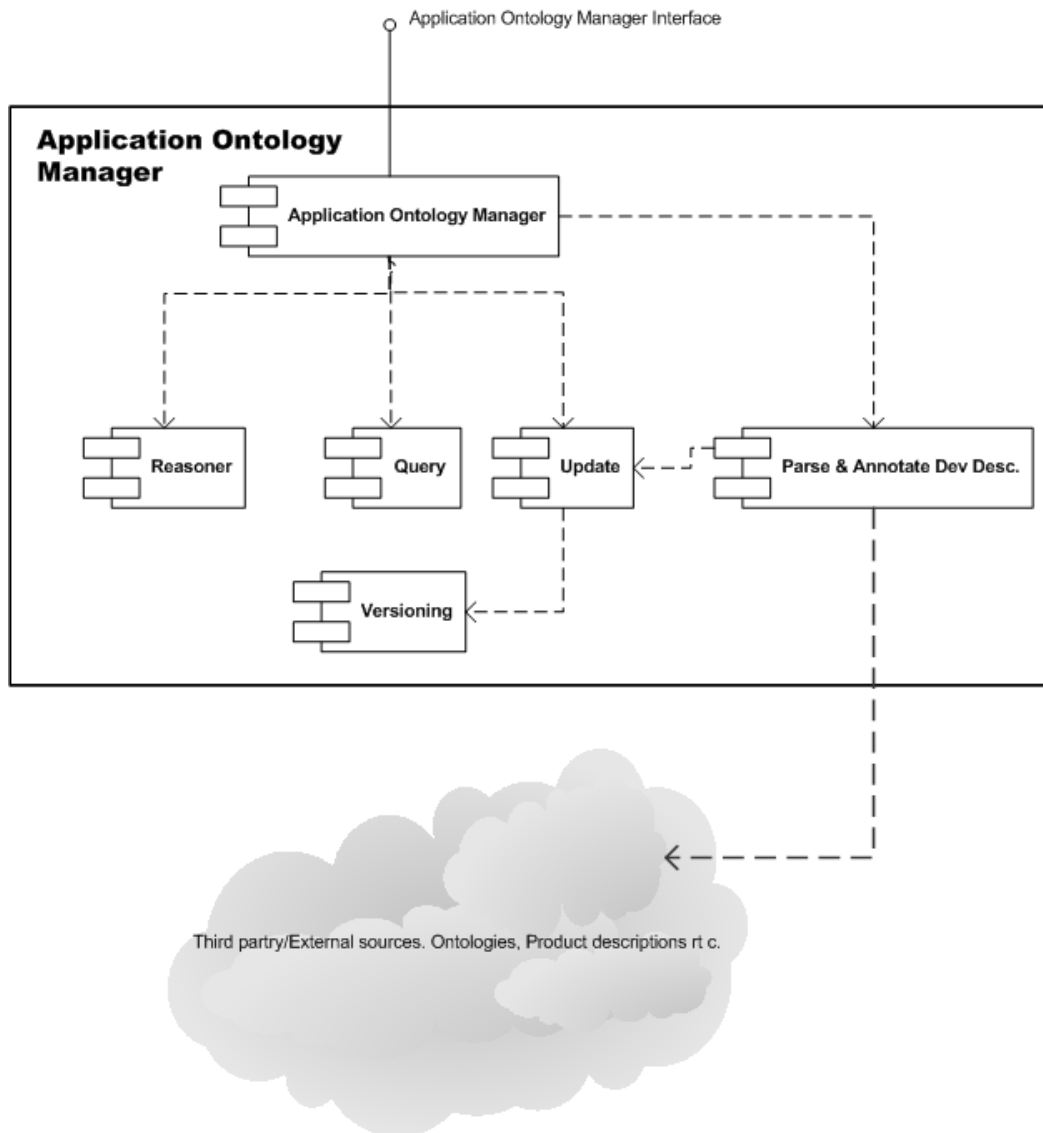 Application Ontology Manager Interface
Application Ontology
Manager
Application Ontology Manager
Reasoner
Query
Update
Parse & Annotate Dev Desc.
Versioning
Third partry/External sources. Ontologies, Product descriptions rt c.